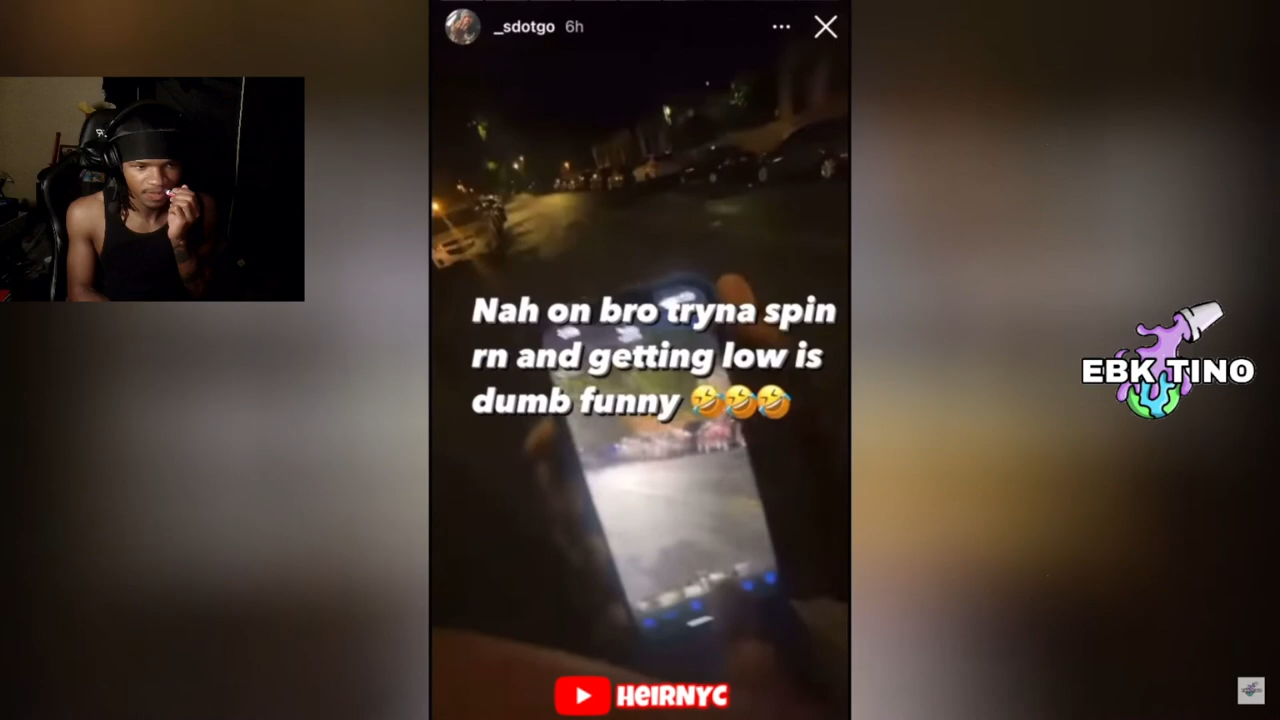 _sdotgo 6h
Nah on bro tryna spin
rn and getting low is
dumb funny 🤣🤣🤣
EBK TINO
HEIRNYC